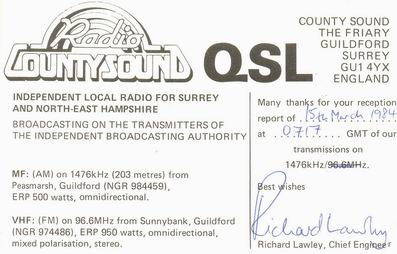 Radio
COUNTYSOUND
QSL
COUNTY SOUND
THE FRIARY
GUILDFORD
SURREY
GU1 4YX
ENGLAND
INDEPENDENT LOCAL RADIO FOR SURREY
AND NORTH-EAST HAMPSHIRE
BROADCASTING ON THE TRANSMITTERS OF
THE INDEPENDENT BROADCASTING AUTHORITY
MF: (AM) on 1476kHz (203 metres) from
Peasmarsh, Guildford (NGR 984459),
ERP 500 watts, omnidirectional.
VHF: (FM) on 96.6MHz from Sunnybank, Guildford
(NGR 974486), ERP 950 watts, omnidirectional,
mixed polarisation, stereo.
Many thanks for your reception
report of 15th March 1984
at 0717 GMT of our
transmissions on
1476kHz/96.6MHz.
Best wishes
Richard Lawley
Richard Lawley, Chief Engineer